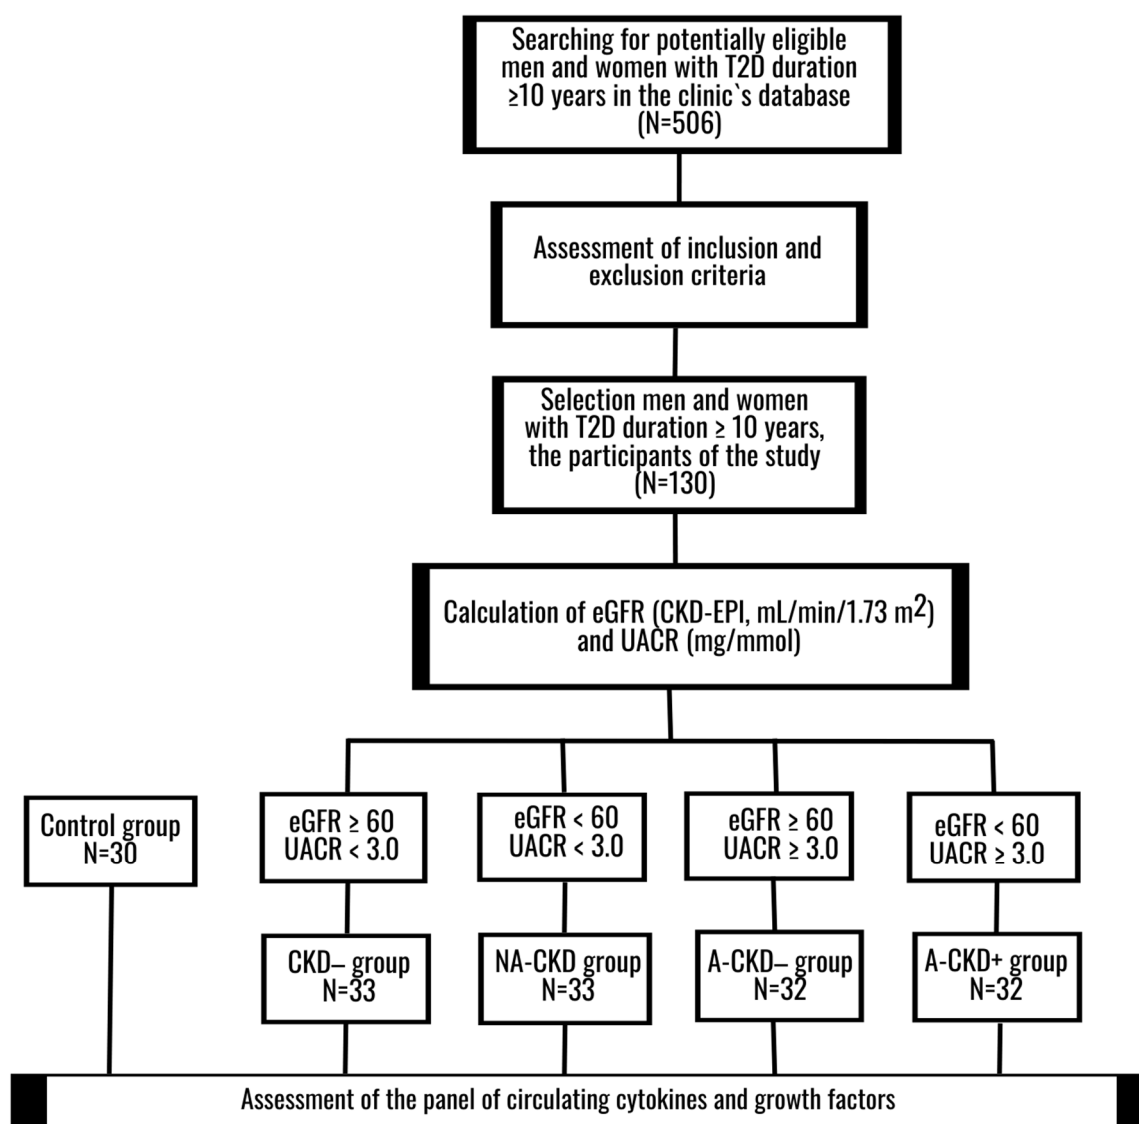 Searching for potentially eligible
men and women with T2D duration
≥10 years in the clinic`s database
(N=506)
Assessment of inclusion and
exclusion criteria
Selection men and women
with T2D duration ≥ 10 years,
the participants of the study
(N=130)
Calculation of eGFR (CKD-EPI, mL/min/1.73 m²)
and UACR (mg/mmol)
Control group
N=30
eGFR ≥ 60
UACR < 3.0
eGFR < 60
UACR < 3.0
eGFR ≥ 60
UACR ≥ 3.0
eGFR < 60
UACR ≥ 3.0
CKD– group
N=33
NA-CKD group
N=33
A-CKD– group
N=32
A-CKD+ group
N=32
Assessment of the panel of circulating cytokines and growth factors